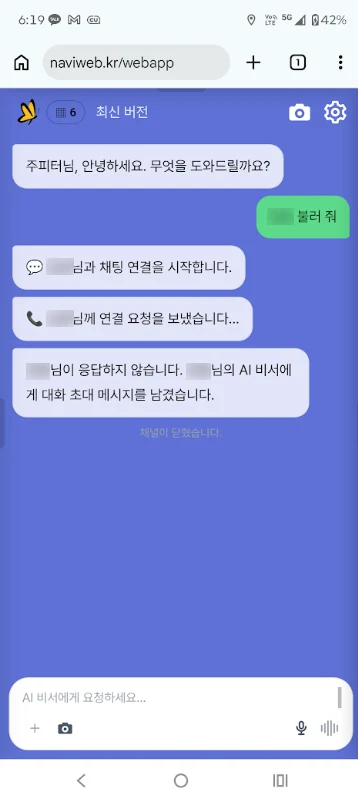 6:19
Vo))
LTE
5G
42%
naviweb.kr/webapp
1
6
최신 버전
주피터님, 안녕하세요. 무엇을 도와드릴까요?
불러 줘
님과 채팅 연결을 시작합니다.
님께 연결 요청을 보냈습니다...
님이 응답하지 않습니다. 님의 AI 비서에
게 대화 초대 메시지를 남겼습니다.
채널이 닫혔습니다.
AI 비서에게 요청하세요...